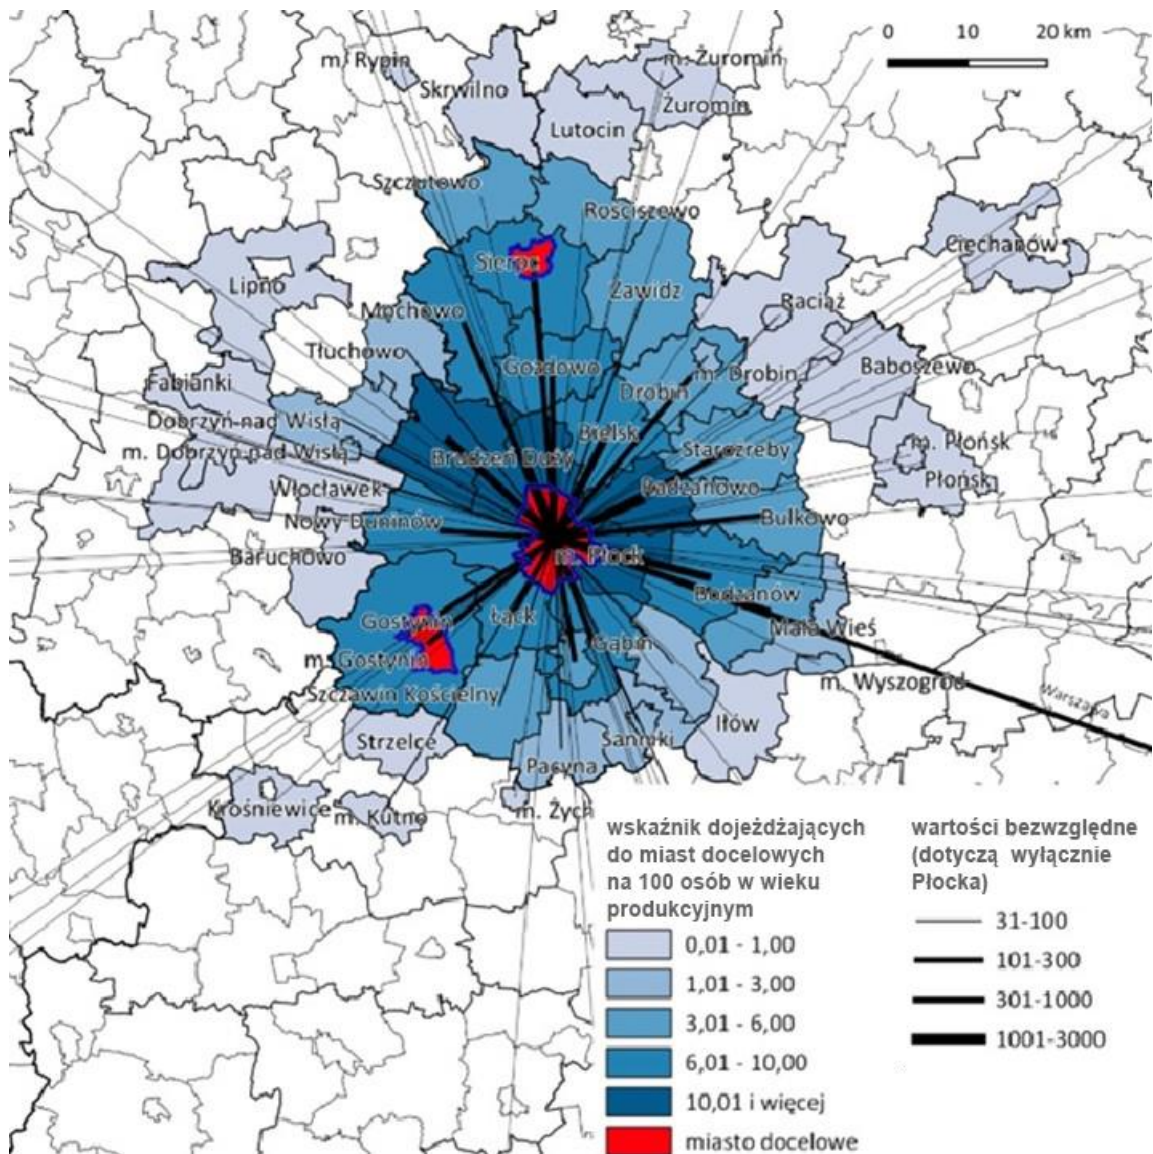 0 10 20 km
m. Rypin
m. Żuromin
Skrwilno
Żuromin
Lutocin
Szczutowo
Rościszewo
Ciechanów
Sierpc
Lipno
Zawidz
Raciąż
Mochowo
Tłuchowo
Gozdowo
Baboszewo
m. Drobin
Fabianki
Drobin
Dobrzyń nad Wisłą
Bielsk
m. Płońsk
m. Dobrzyń nad Wisłą
Brudzeń Duży
Staroźreby
Płońsk
Włocławek
Radzanowo
Nowy Duninów
Bulkowo
Baruchowo
m. Płock
Bodzanów
Gostynin
Łąck
Mała Wieś
Gąbin
m. Gostynin
m. Wyszogród
Szczawin Kościelny
Warszawa
Iłów
Strzelce
Sanniki
Pacyna
Krośniewice
m. Kutno
m. Żych
wskaźnik dojeżdżających
do miast docelowych
na 100 osób w wieku
produkcyjnym
0,01 - 1,00
1,01 - 3,00
3,01 - 6,00
6,01 - 10,00
10,01 i więcej
miasto docelowe
wartości bezwzględne
(dotyczą wyłącznie
Płocka)
31-100
101-300
301-1000
1001-3000